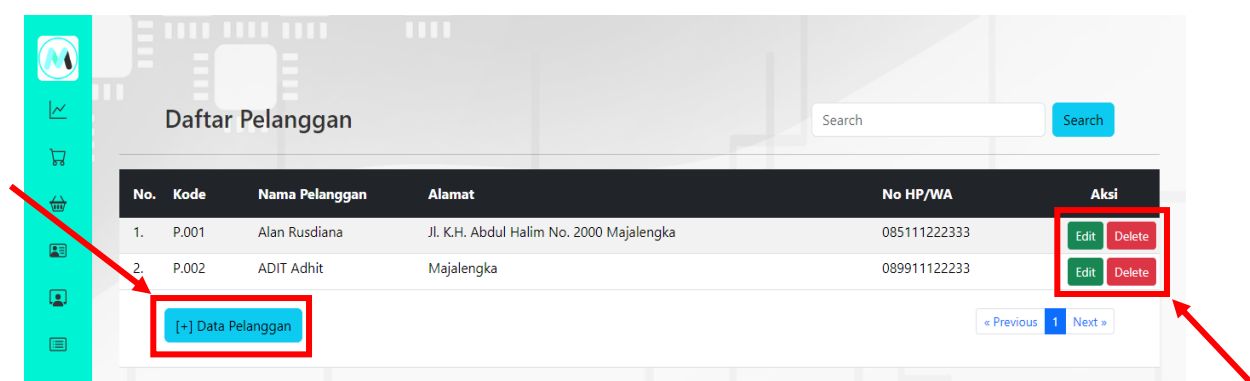 M
Daftar Pelanggan
Search Search
No. Kode Nama Pelanggan Alamat No HP/WA Aksi
1. P.001 Alan Rusdiana Jl. K.H. Abdul Halim No. 2000 Majalengka 085111222333 Edit Delete
2. P.002 ADIT Adhit Majalengka 089911122233 Edit Delete
[+] Data Pelanggan « Previous 1 Next »